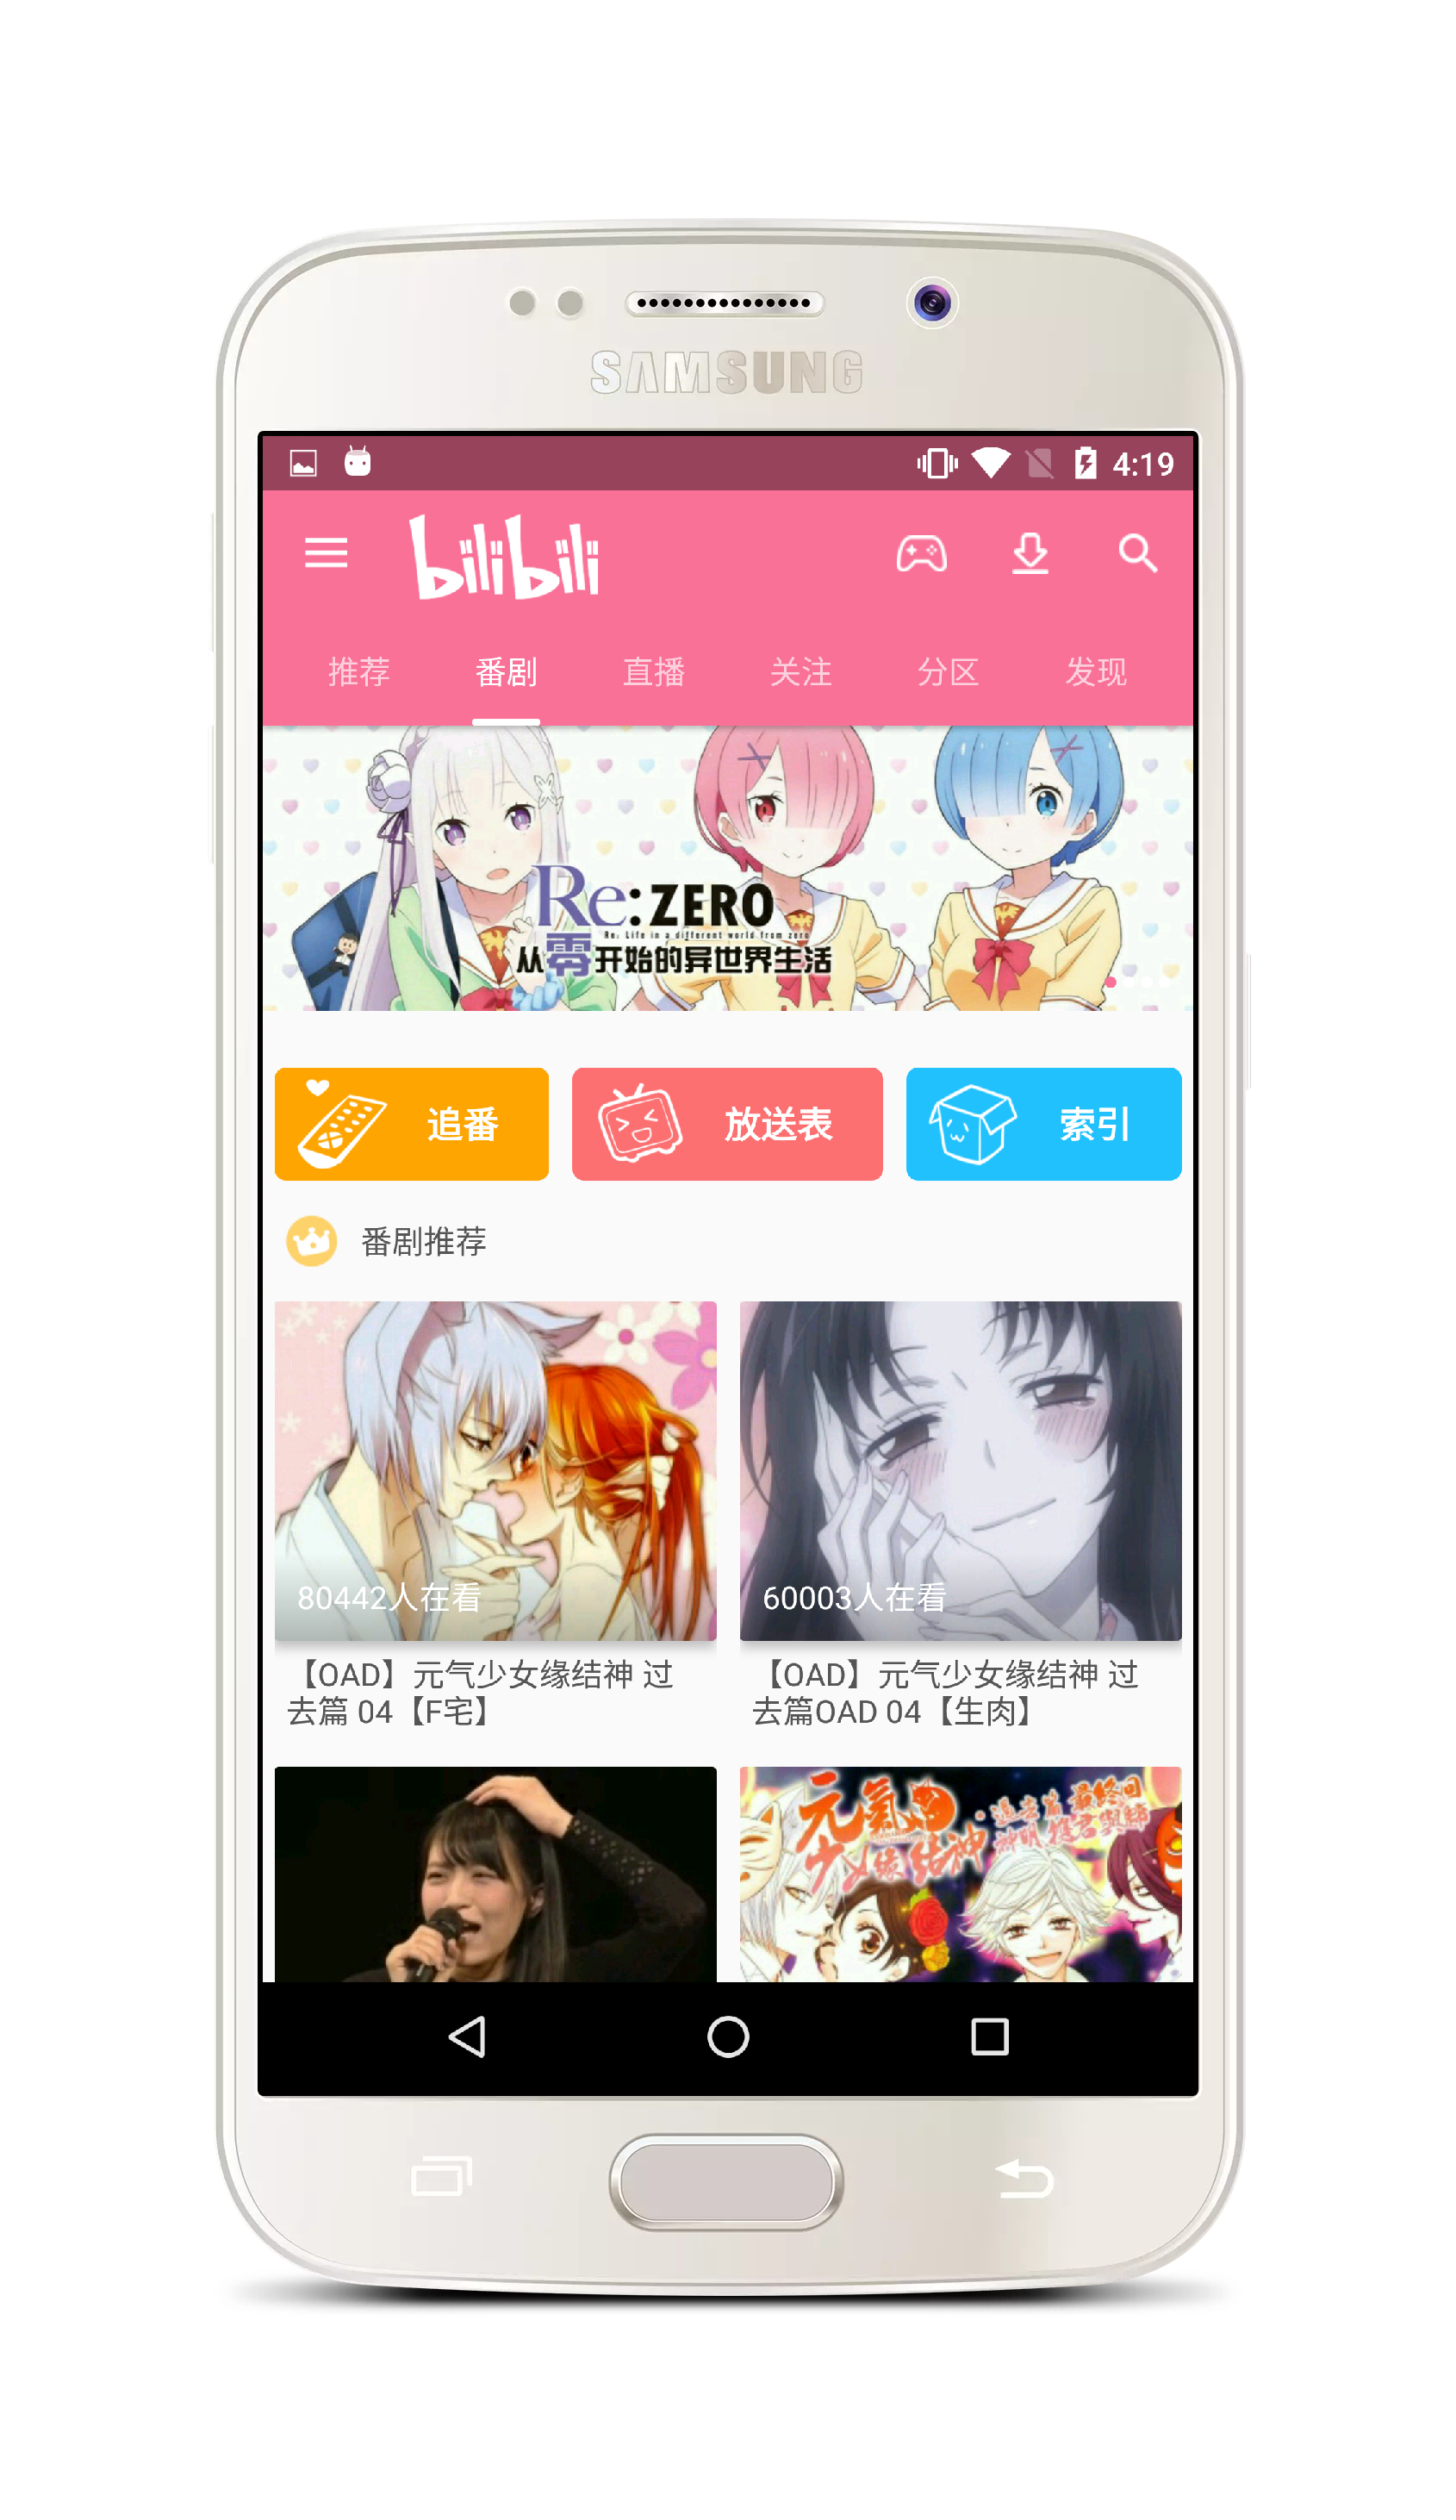 SAMSUNG
4:19
bilibili
推荐 番剧 直播 关注 分区 发现
Re:ZERO
Re: Life in a different world from zero
从零开始的异世界生活
追番 放送表 索引
番剧推荐
80442人在看 60003人在看
【OAD】元气少女缘结神 过
去篇 04【F宅】
【OAD】元气少女缘结神 过
去篇OAD 04【生肉】
元氣
少女缘结神
·過去篇 最終回